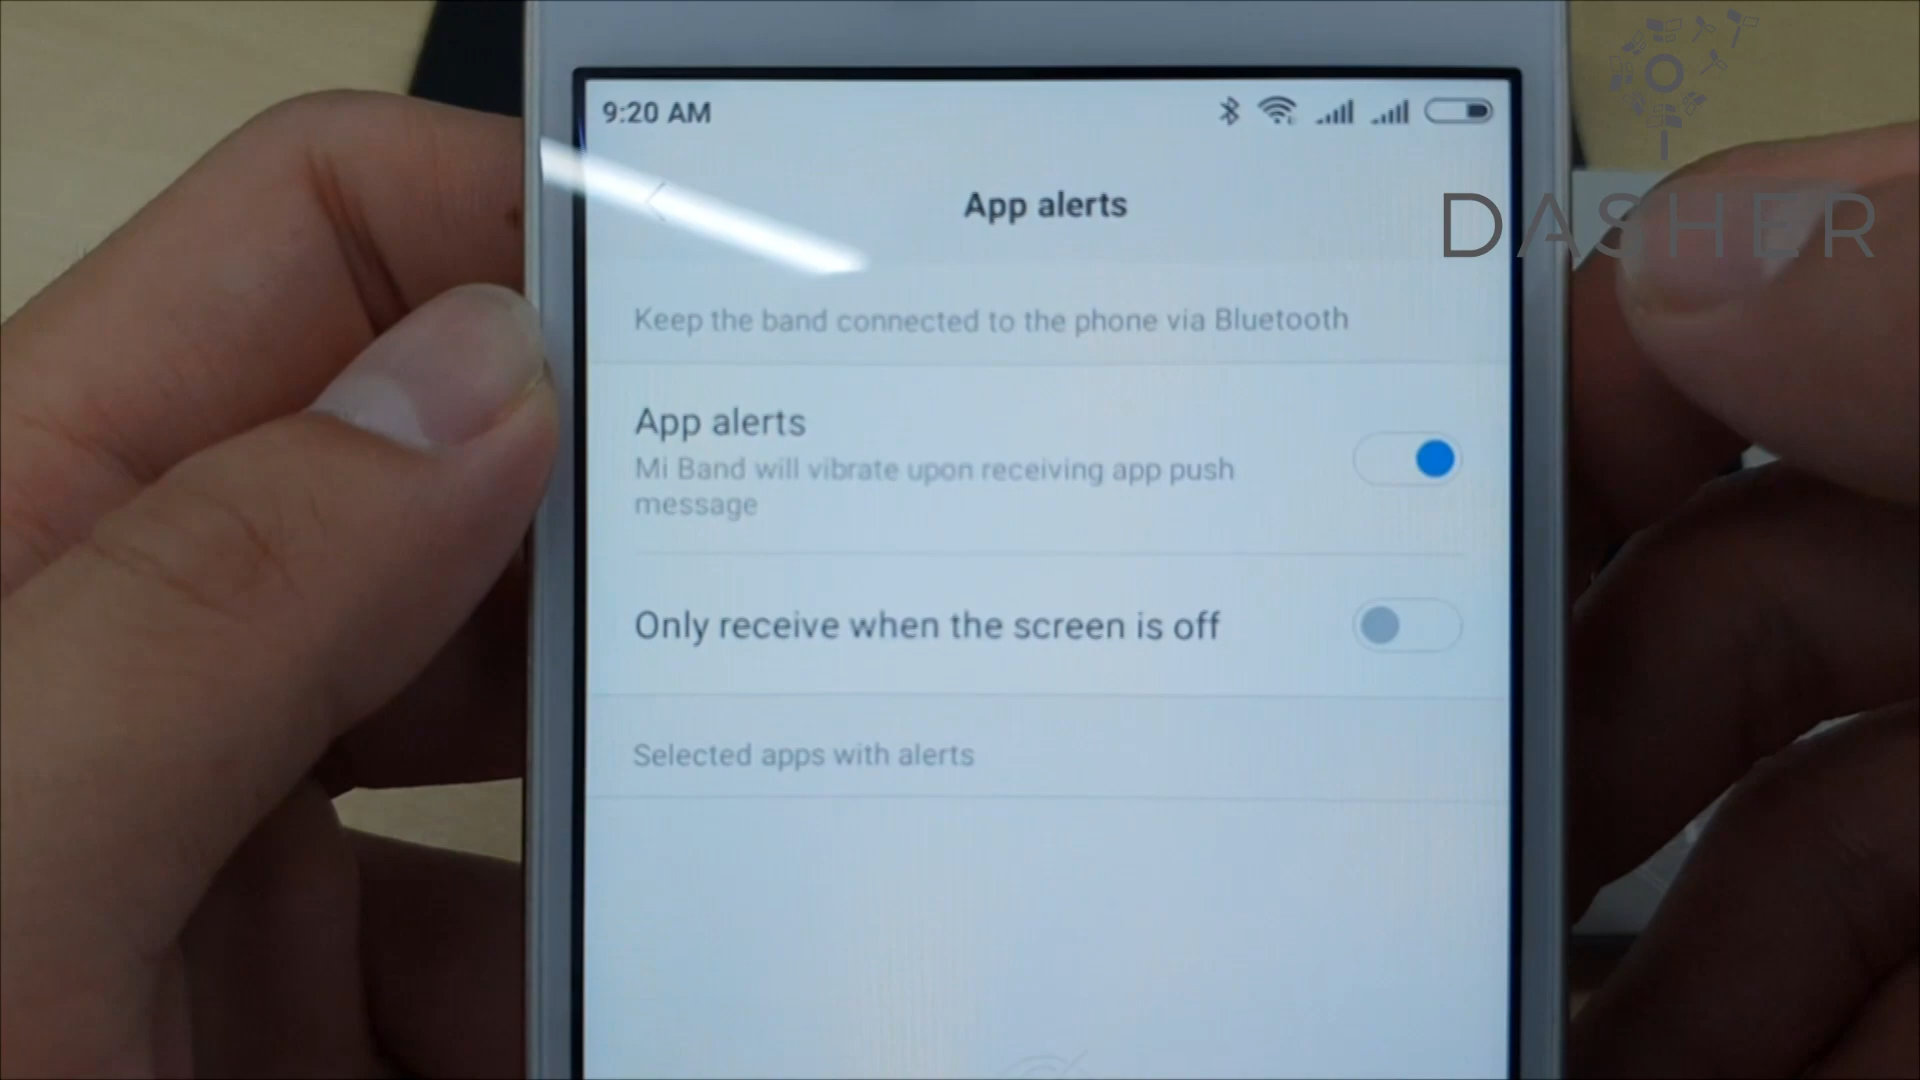 9:20 AM
DASHER
App alerts
Keep the band connected to the phone via Bluetooth
App alerts
Mi Band will vibrate upon receiving app push
message
Only receive when the screen is off
Selected apps with alerts